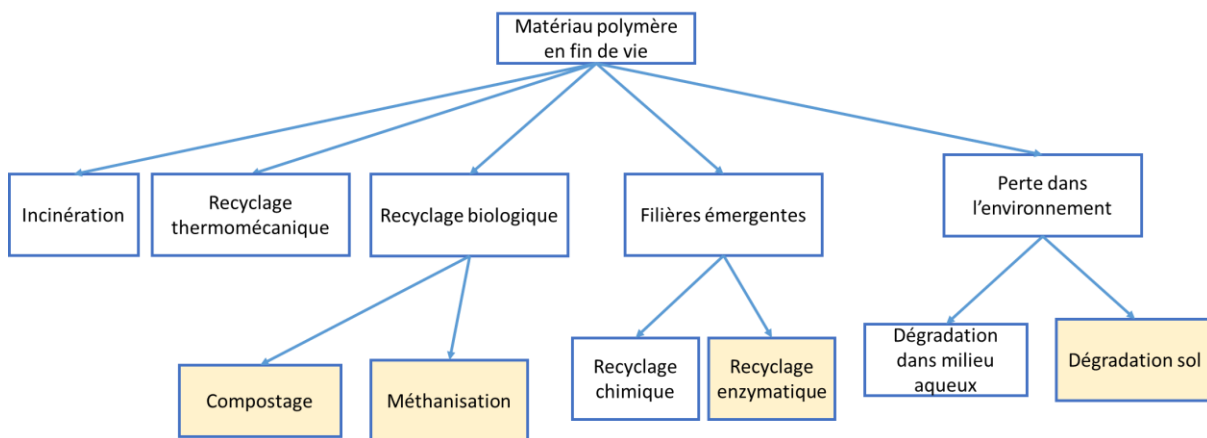 Matériau polymère
en fin de vie
Incinération
Recyclage
thermomécanique
Recyclage biologique
Filières émergentes
Perte dans
l'environnement
Compostage
Méthanisation
Recyclage
chimique
Recyclage
enzymatique
Dégradation
dans milieu
aqueux
Dégradation sol